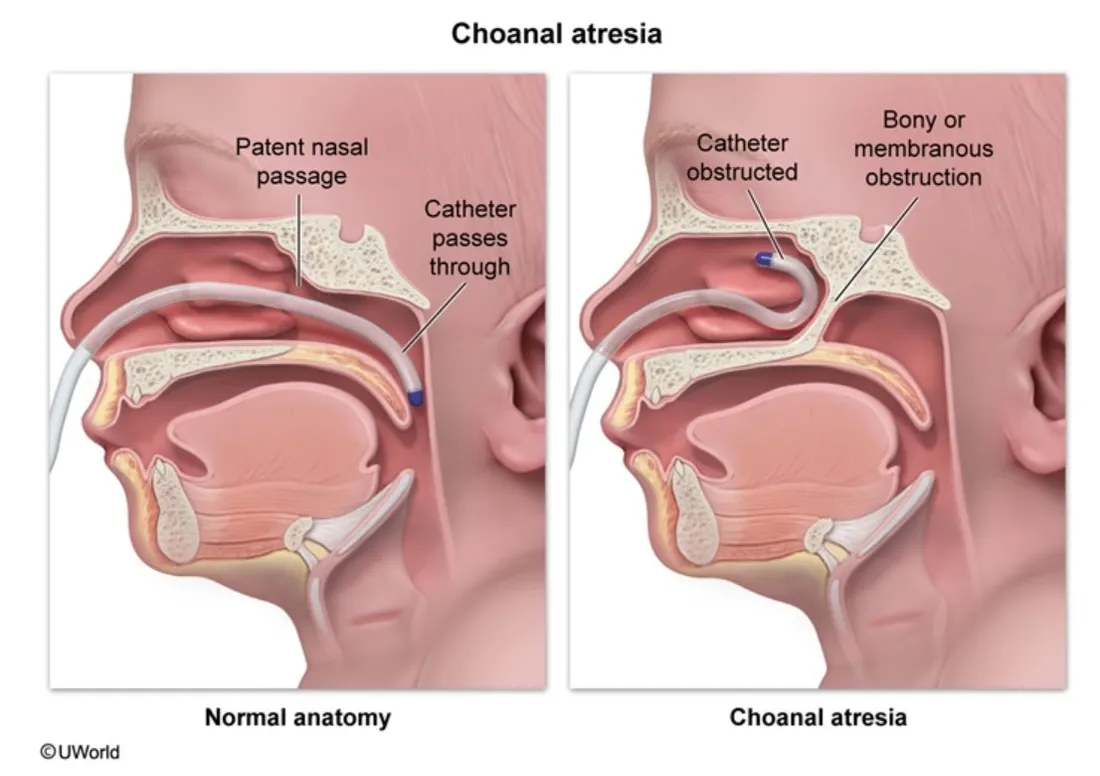 Choanal atresia
Patent nasal
passage
Catheter
passes
through
Catheter
obstructed
Bony or
membranous
obstruction
Normal anatomy
Choanal atresia
©UWorld